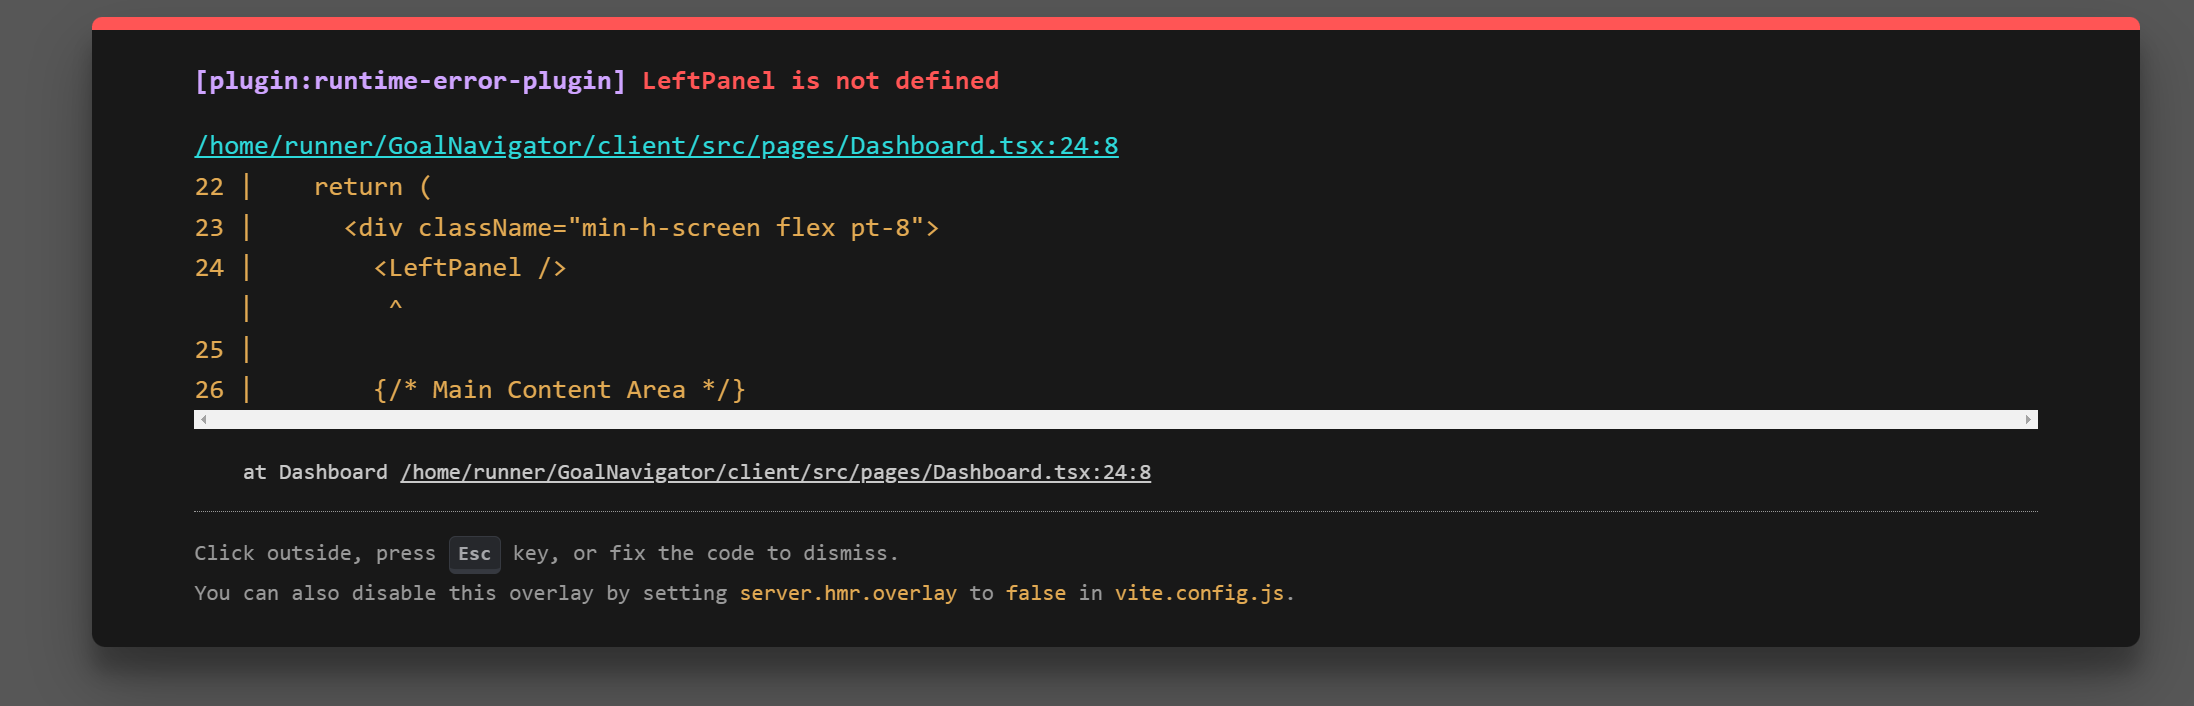 [plugin:runtime-error-plugin] LeftPanel is not defined
/home/runner/GoalNavigator/client/src/pages/Dashboard.tsx:24:8
22 |    return (
23 |      <div className="min-h-screen flex pt-8">
24 |        <LeftPanel />
   |         ^
25 |
26 |        {/* Main Content Area */}
at Dashboard /home/runner/GoalNavigator/client/src/pages/Dashboard.tsx:24:8
Click outside, press Esc key, or fix the code to dismiss.
You can also disable this overlay by setting server.hmr.overlay to false in vite.config.js.